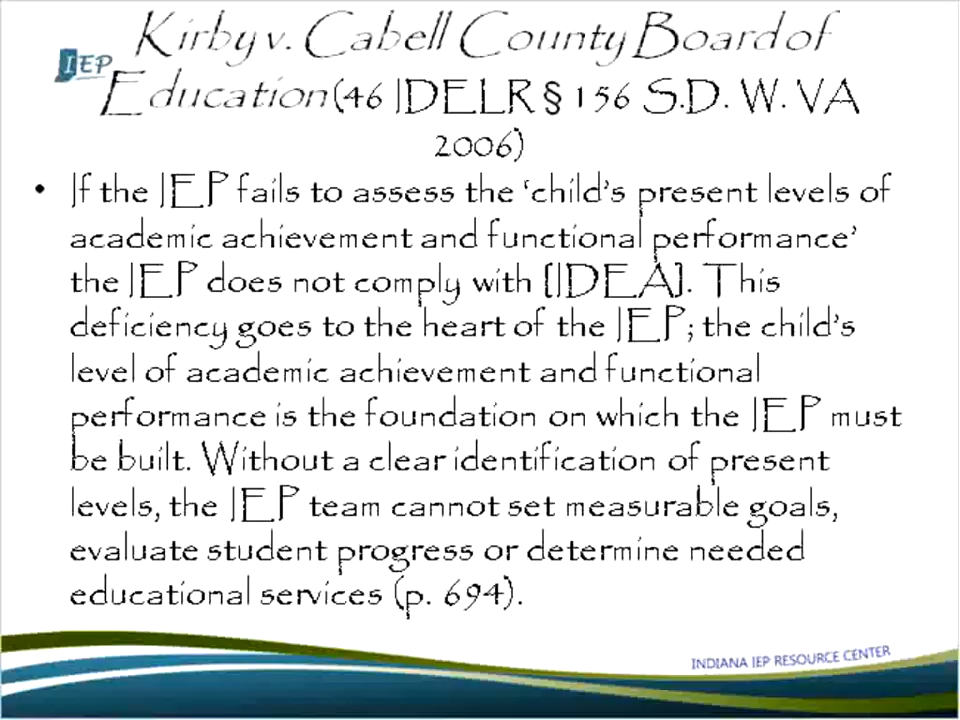 Kirby v. Cabell County Board of
IEP
Education(46 IDELR § 156 S.D. W. VA
2006)
• If the IEP fails to assess the ‘child’s present levels of
academic achievement and functional performance’
the IEP does not comply with [IDEA]. This
deficiency goes to the heart of the IEP; the child’s
level of academic achievement and functional
performance is the foundation on which the IEP must
be built. Without a clear identification of present
levels, the IEP team cannot set measurable goals,
evaluate student progress or determine needed
educational services (p. 694).
INDIANA IEP RESOURCE CENTER